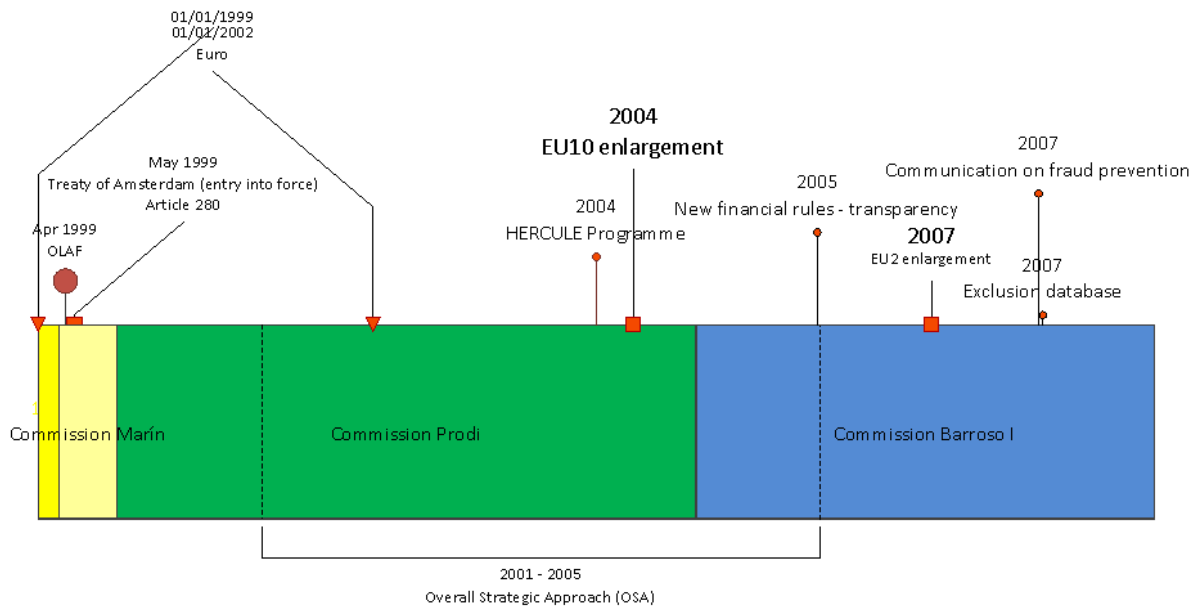 01/01/1999
01/01/2002
Euro
2004
EU10 enlargement
May 1999
Treaty of Amsterdam (entry into force)
Article 280
2007
Communication on fraud prevention
2005
New financial rules - transparency
2004
HERCULE Programme
Apr 1999
OLAF
2007
EU2 enlargement
2007
Exclusion database
1
Commission Marín
Commission Prodi
Commission Barroso I
2001 - 2005
Overall Strategic Approach (OSA)